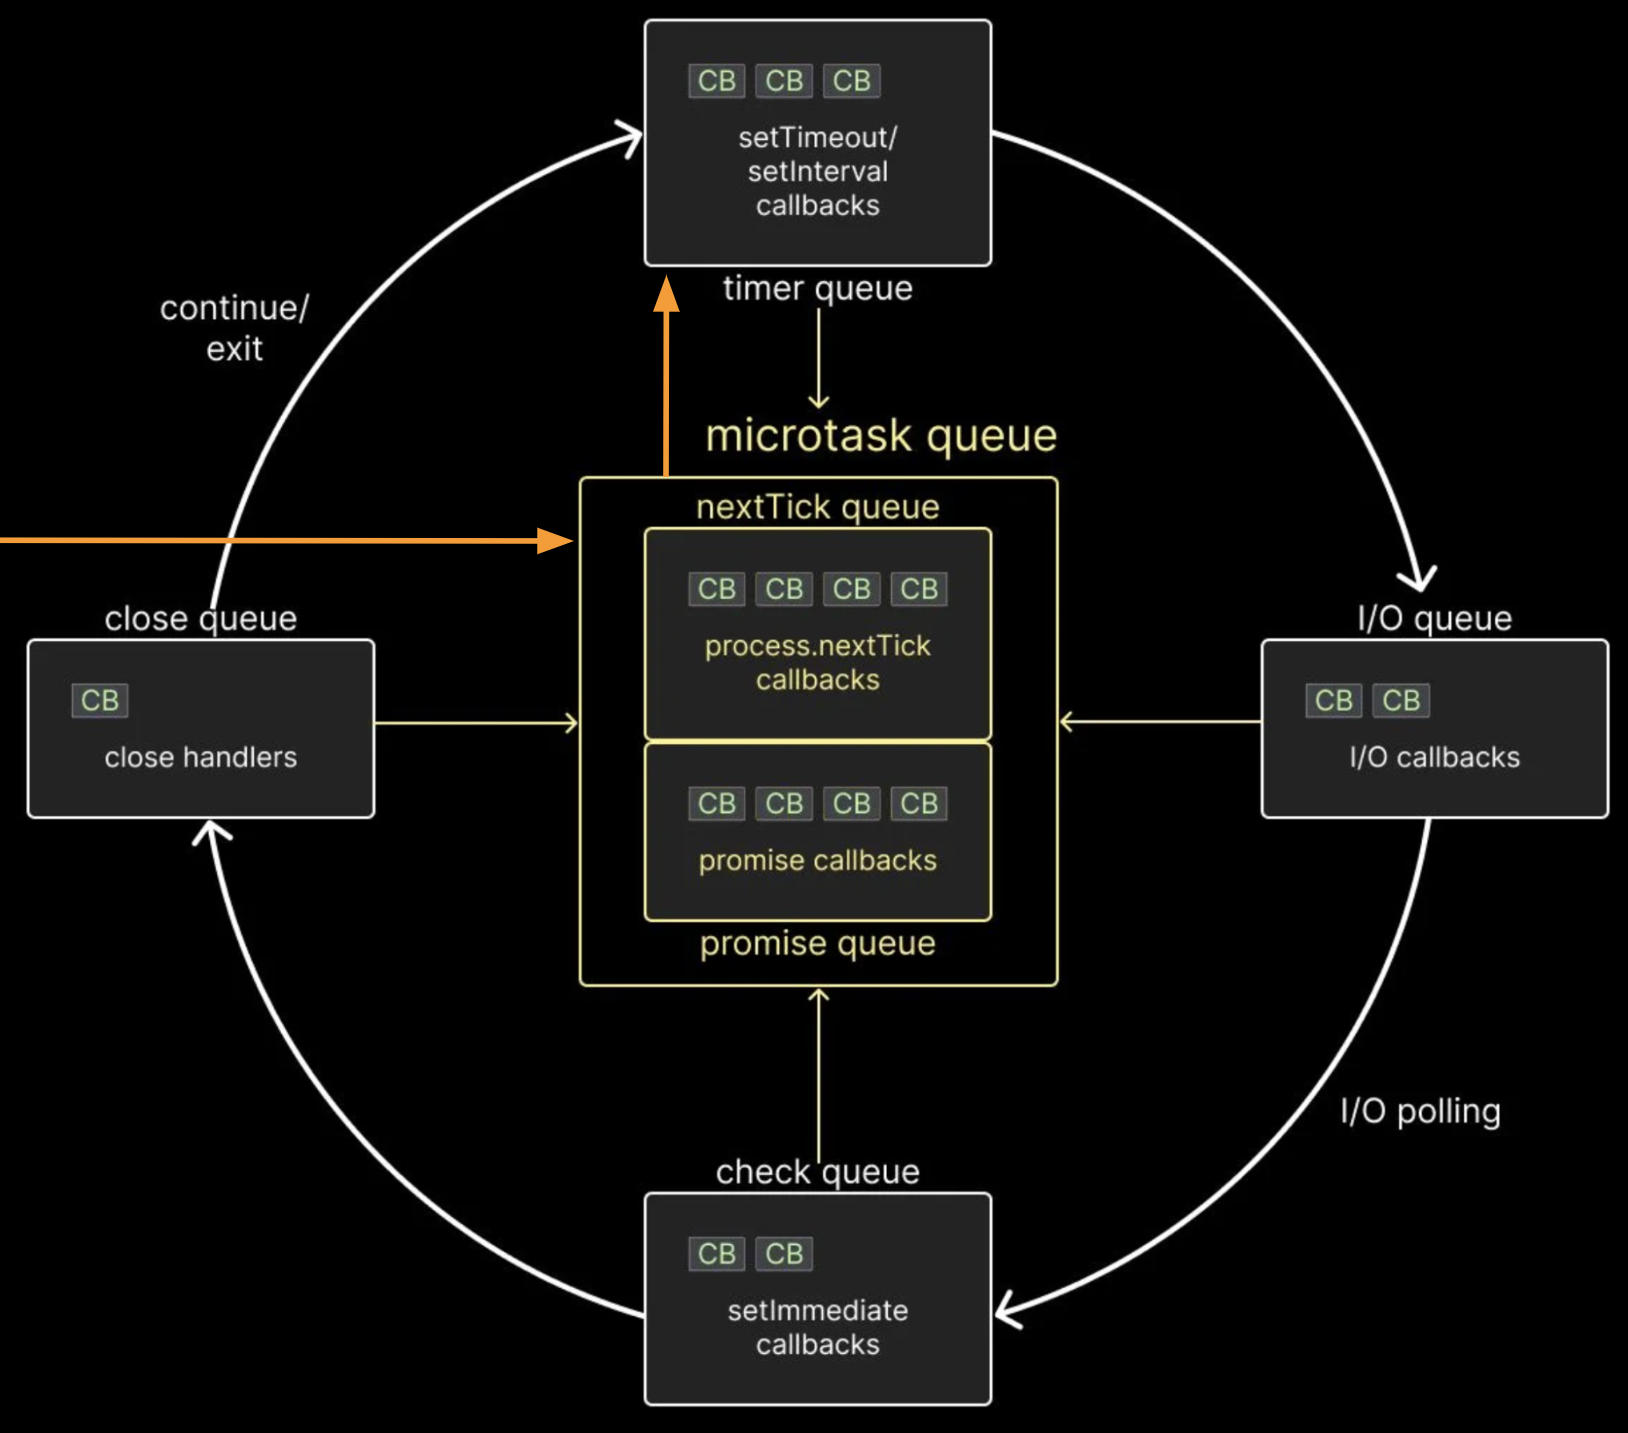 CB CB CB
setTimeout/
setInterval
callbacks
timer queue
continue/
exit
microtask queue
nextTick queue
CB CB CB CB
process.nextTick
callbacks
CB CB CB CB
promise callbacks
promise queue
close queue
CB
close handlers
I/O queue
CB CB
I/O callbacks
I/O polling
check queue
CB CB
setImmediate
callbacks